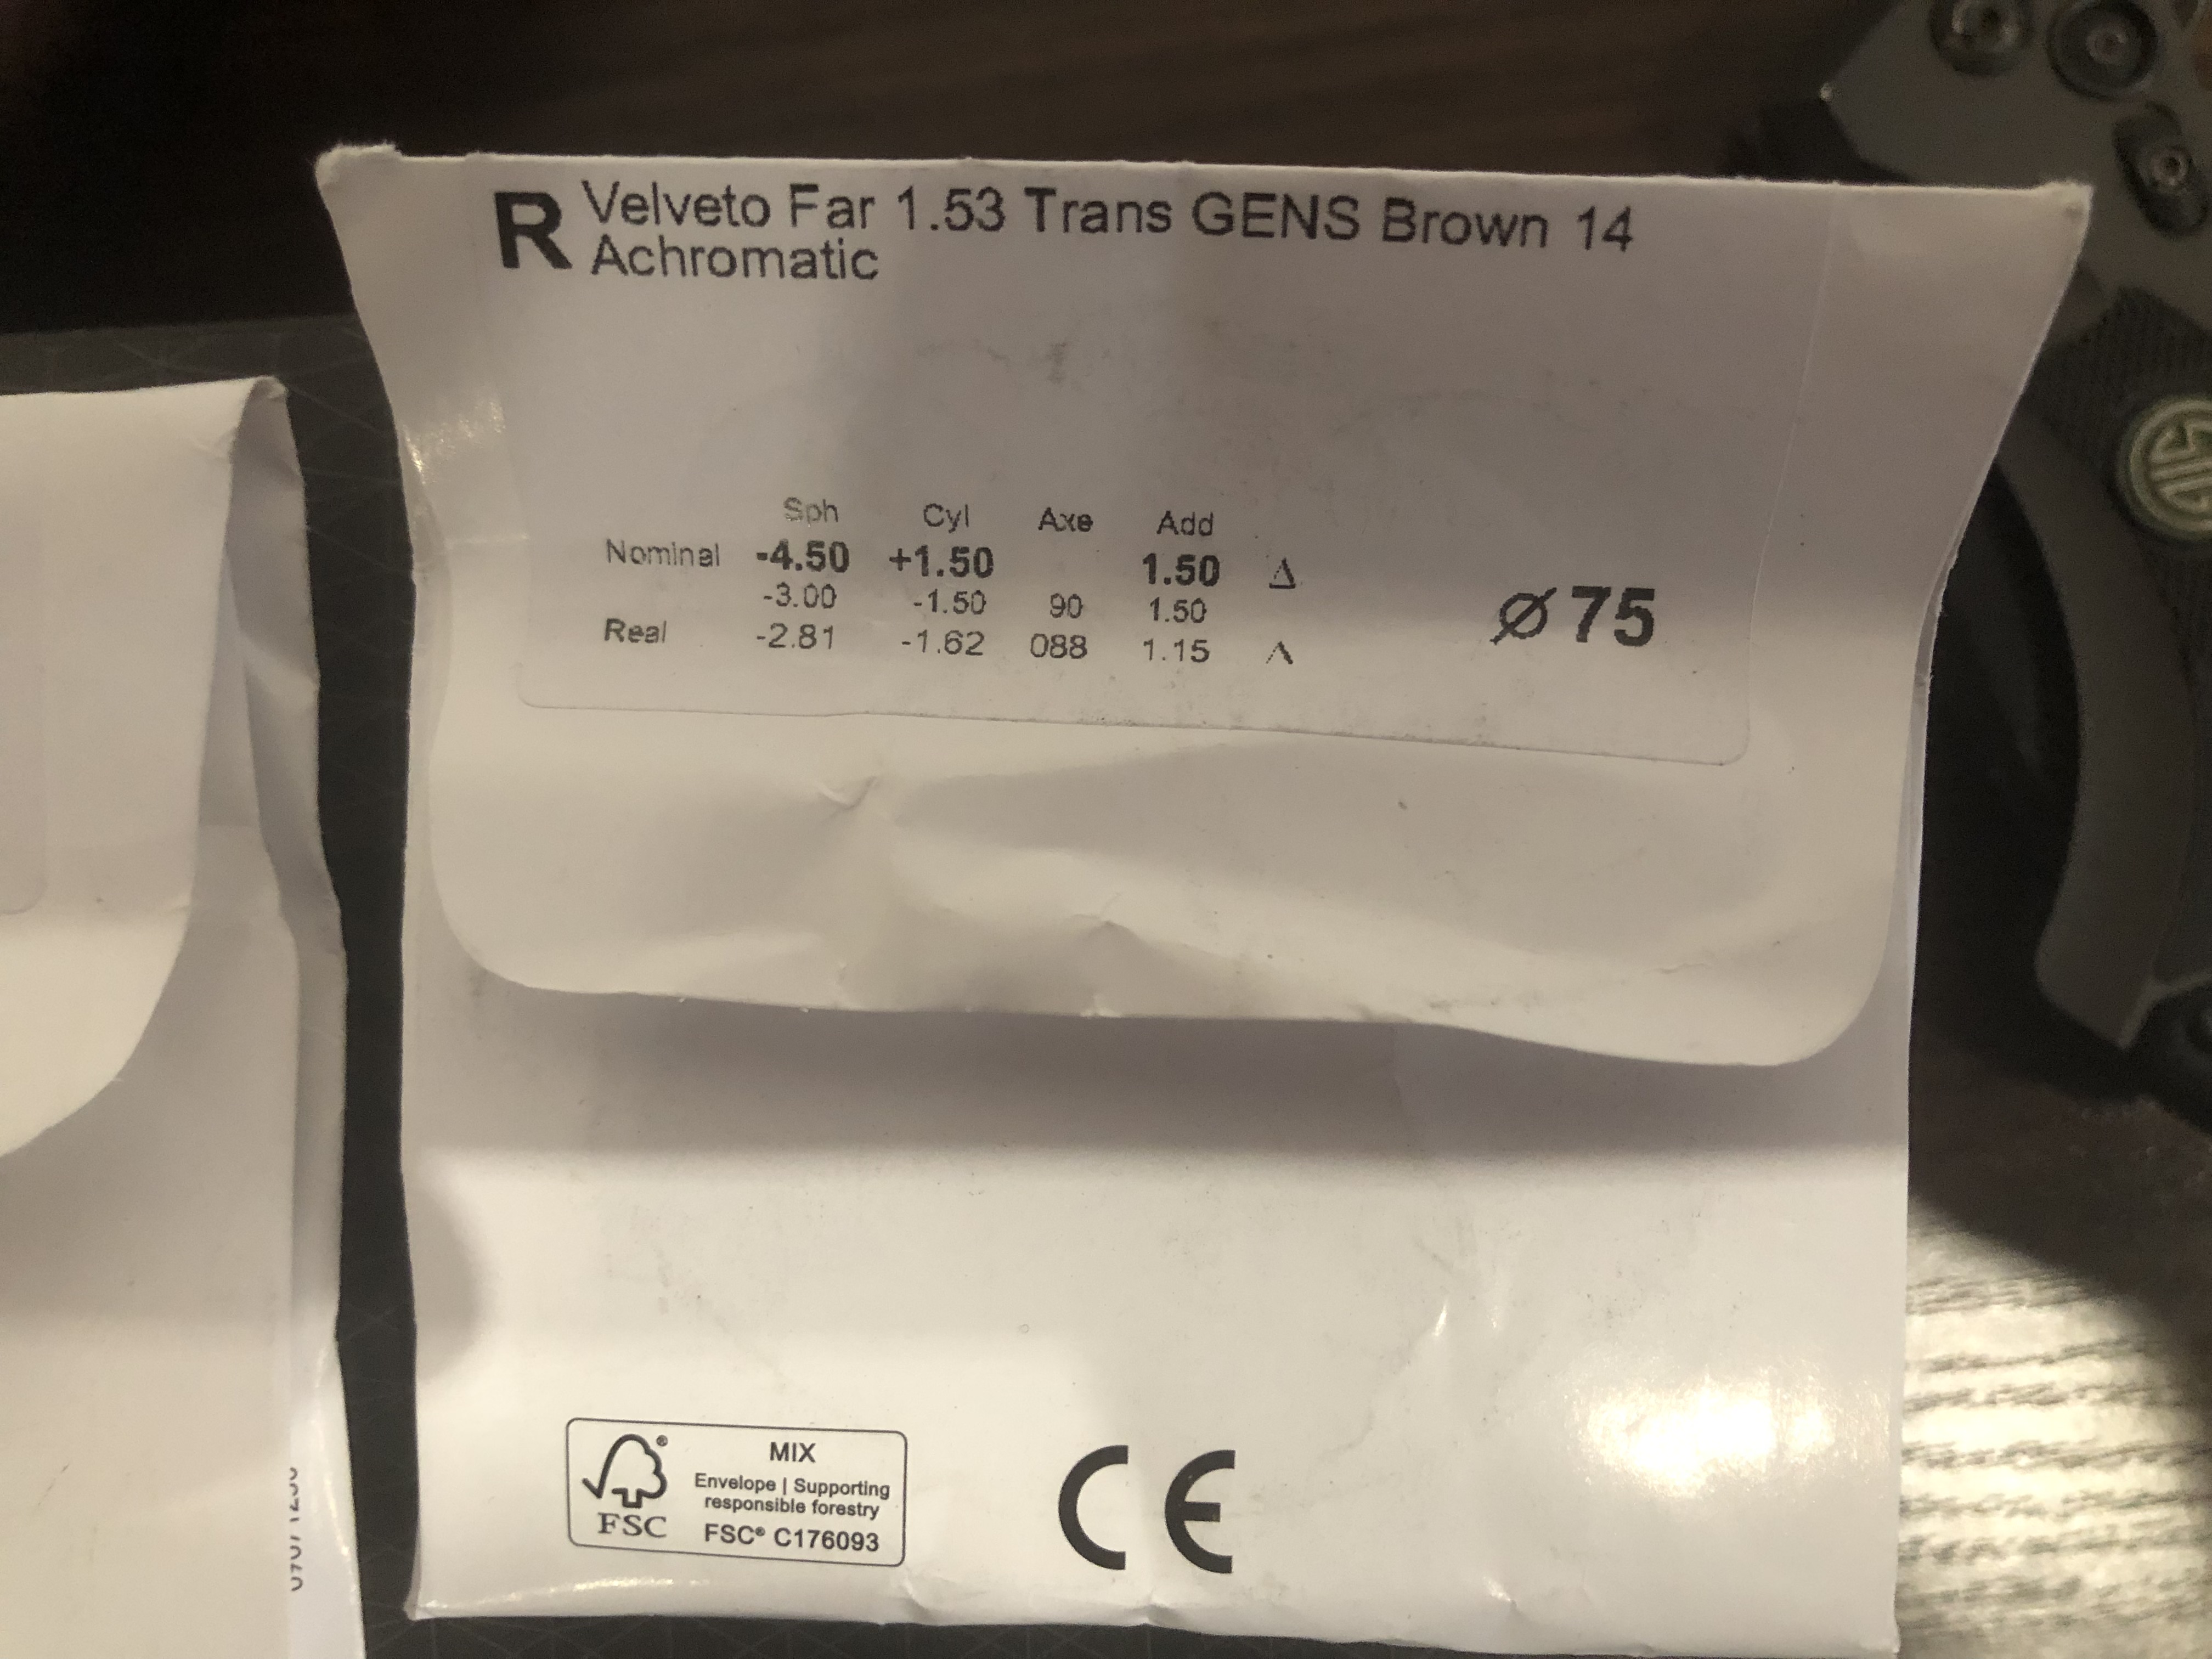 R Velveto Far 1.53 Trans GENS Brown 14
Achromatic
Sph Cyl Axe Add
Nominal -4.50 +1.50 1.50 Δ
-3.00 -1.50 90 1.50
Real -2.81 -1.62 088 1.15 Λ
Ø 75
MIX
Envelope | Supporting
responsible forestry
FSC
FSC® C176093
CE